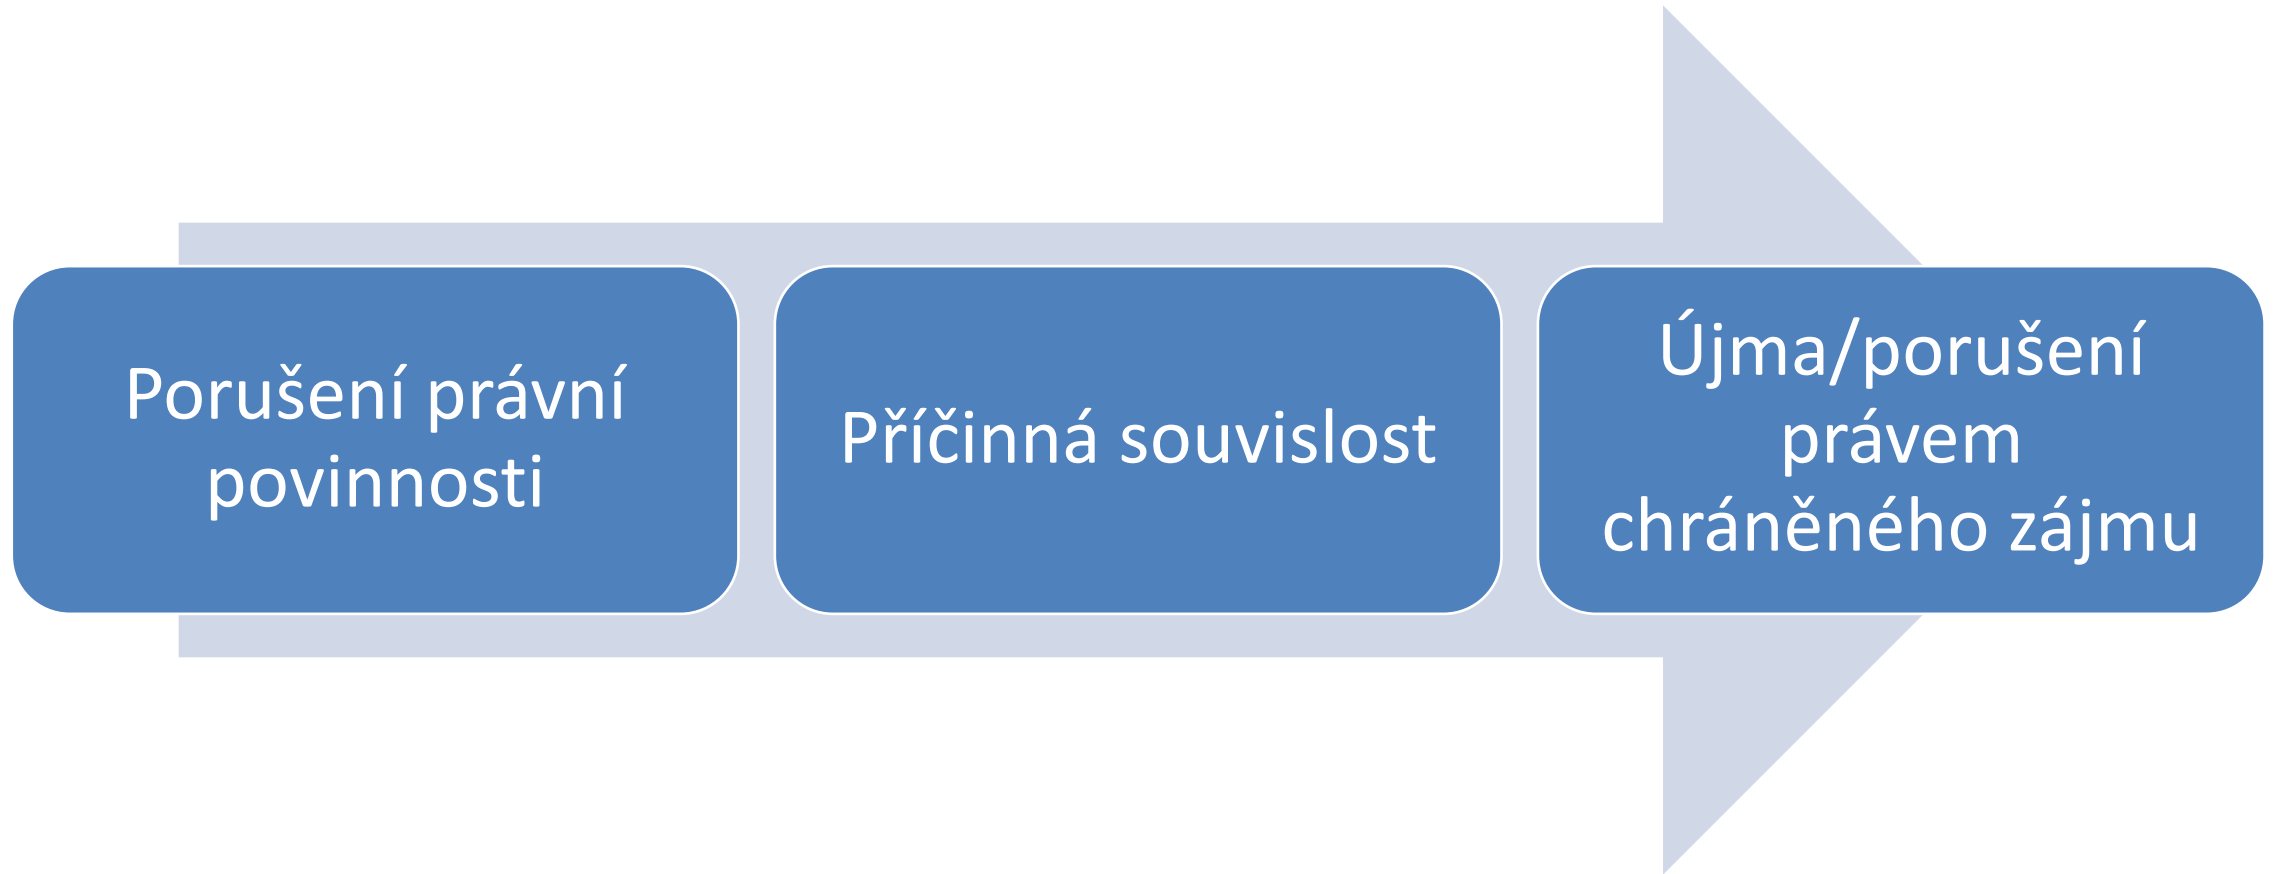 Porušení právní
povinnosti
Příčinná souvislost
Újma/porušení
právem
chráněného zájmu